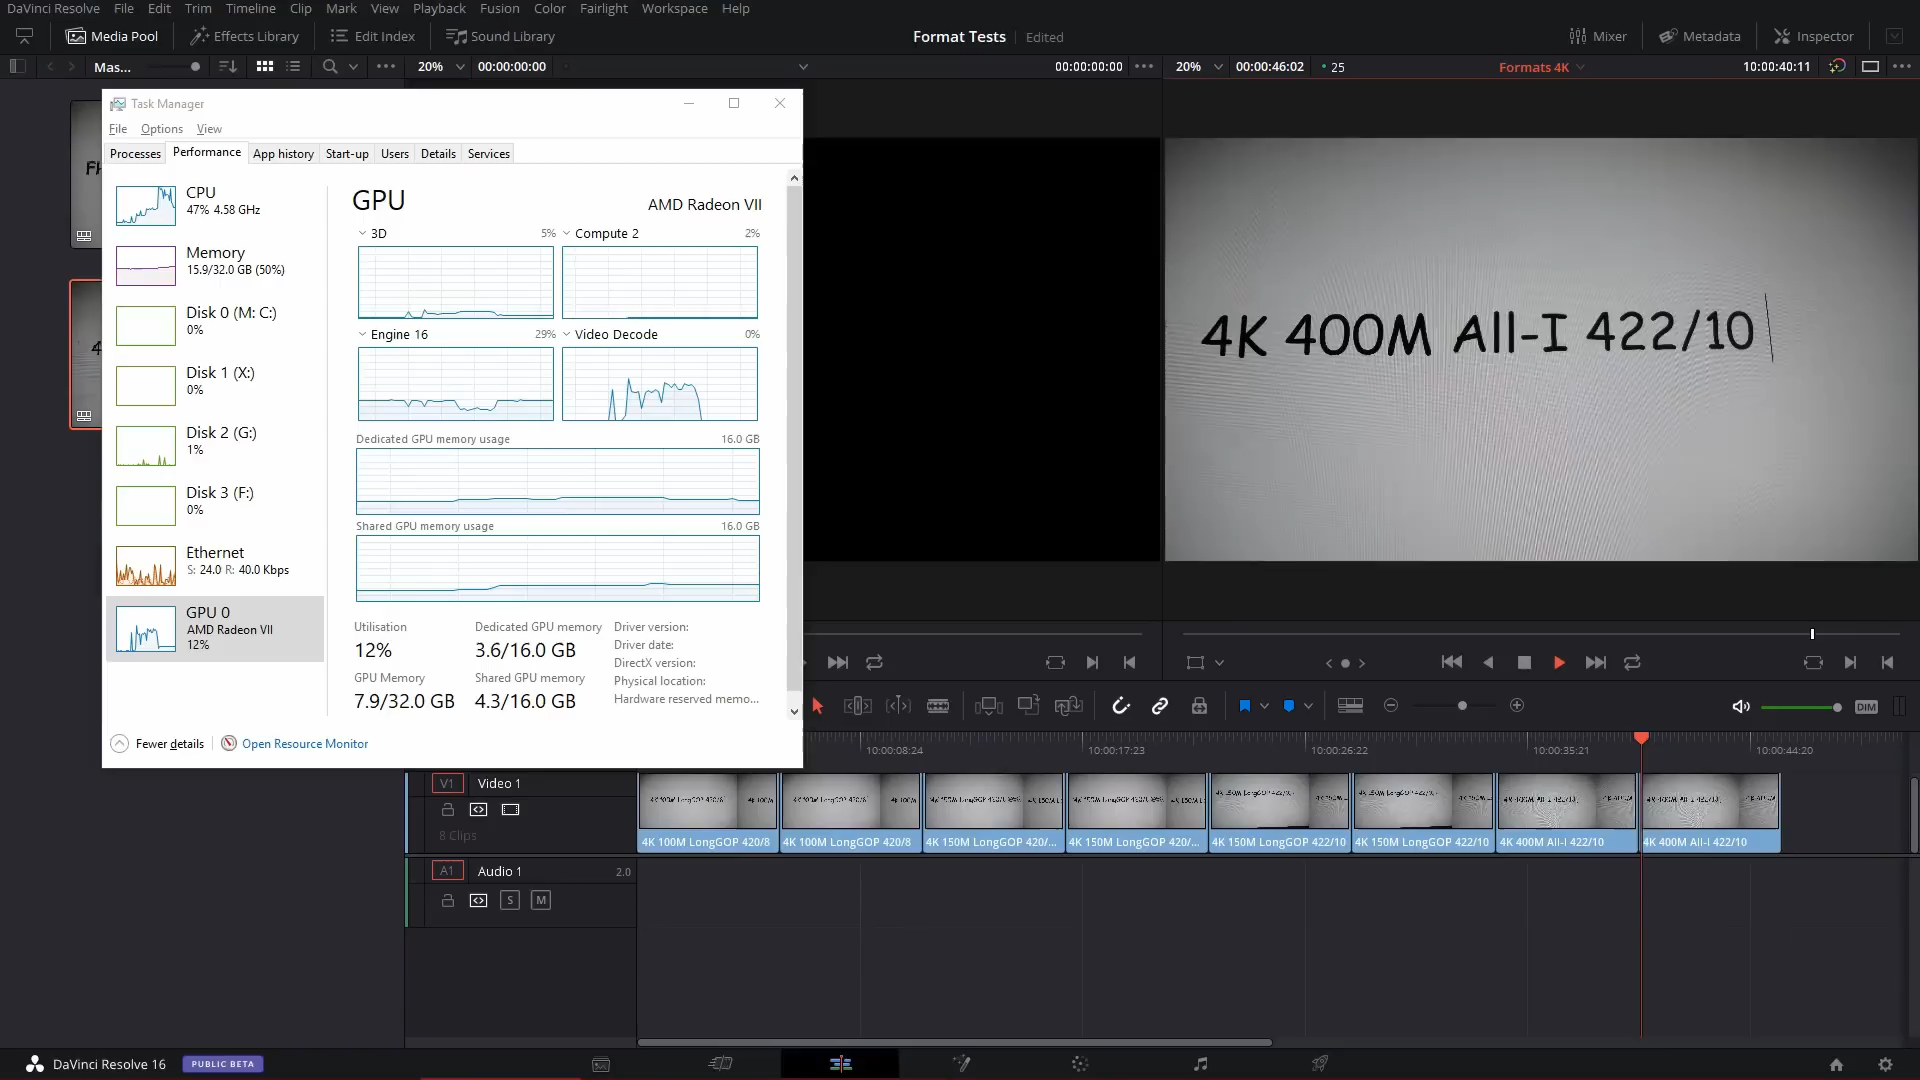 DaVinci Resolve File Edit Trim Timeline Clip Mark View Playback Fusion Color Fairlight Workspace Help
Media Pool Effects Library Edit Index Sound Library Format Tests Edited Mixer Metadata Inspector
Mas... 20% 00:00:00:00 00:00:00:00 20% 00:00:46:02 25 Formats 4K 10:00:40:11
Task Manager
File Options View
Processes Performance App history Start-up Users Details Services
CPU
47% 4.58 GHz
Memory
15.9/32.0 GB (50%)
Disk 0 (M: C:)
0%
Disk 1 (X:)
0%
Disk 2 (G:)
1%
Disk 3 (F:)
0%
Ethernet
S: 24.0 R: 40.0 Kbps
GPU 0
AMD Radeon VII
12%
GPU AMD Radeon VII
3D 5% Compute 2 2%
Engine 16 29% Video Decode 0%
Dedicated GPU memory usage 16.0 GB
Shared GPU memory usage 16.0 GB
Utilisation
12%
Dedicated GPU memory
3.6/16.0 GB
GPU Memory
7.9/32.0 GB
Shared GPU memory
4.3/16.0 GB
Driver version:
Driver date:
DirectX version:
Physical location:
Hardware reserved memo...
Fewer details Open Resource Monitor
4K 400M All-I 422/10
DIM
10:00:08:24 10:00:17:23 10:00:26:22 10:00:35:21 10:00:44:20
V1 Video 1
8 Clips
4K 100M LongGOP 420/8 4K 100M LongGOP 420/8 4K 150M LongGOP 420/... 4K 150M LongGOP 420/... 4K 150M LongGOP 422/10 4K 150M LongGOP 422/10 4K 400M All-I 422/10 4K 400M All-I 422/10
A1 Audio 1 2.0
S M
DaVinci Resolve 16 PUBLIC BETA